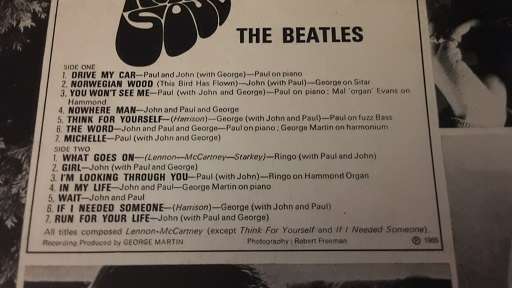 SOUL
THE BEATLES
SIDE ONE
1. DRIVE MY CAR—Paul and John (with George)—Paul on piano
2. NORWEGIAN WOOD (This Bird Has Flown)—John (with Paul)—George on Sitar
3. YOU WON'T SEE ME—Paul (with John and George)—Paul on piano; Mal 'organ' Evans on
Hammond
4. NOWHERE MAN—John and Paul and George
5. THINK FOR YOURSELF—(Harrison)—George (with John and Paul)—Paul on fuzz Bass
6. THE WORD—John and Paul and George—Paul on piano; George Martin on harmonium
7. MICHELLE—Paul (with John and George)
SIDE TWO
1. WHAT GOES ON—(Lennon-McCartney-Starkey)—Ringo (with Paul and John)
2. GIRL—John (with Paul and George)
3. I'M LOOKING THROUGH YOU—Paul (with John)—Ringo on Hammond Organ
4. IN MY LIFE—John and Paul—George Martin on piano
5. WAIT—John and Paul
6. IF I NEEDED SOMEONE—(Harrison)—George (with John and Paul)
7. RUN FOR YOUR LIFE—John (with Paul and George)
All titles composed Lennon-McCartney (except Think For Yourself and If I Needed Someone).
Recording Produced by GEORGE MARTIN Photography: Robert Freeman ℗ 1965